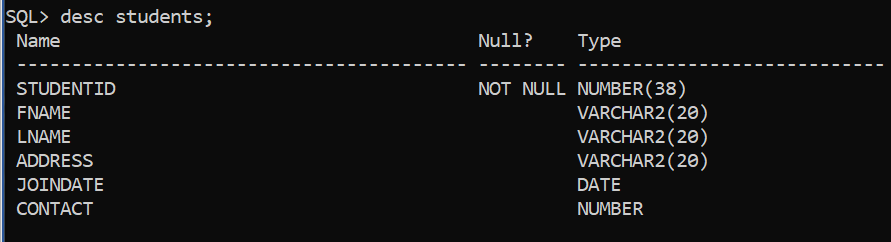 SQL> desc students;
Name                                      Null?    Type
----------------------------------------- -------- ----------------------------
STUDENTID                                 NOT NULL NUMBER(38)
FNAME                                              VARCHAR2(20)
LNAME                                              VARCHAR2(20)
ADDRESS                                            VARCHAR2(20)
JOINDATE                                           DATE
CONTACT                                            NUMBER